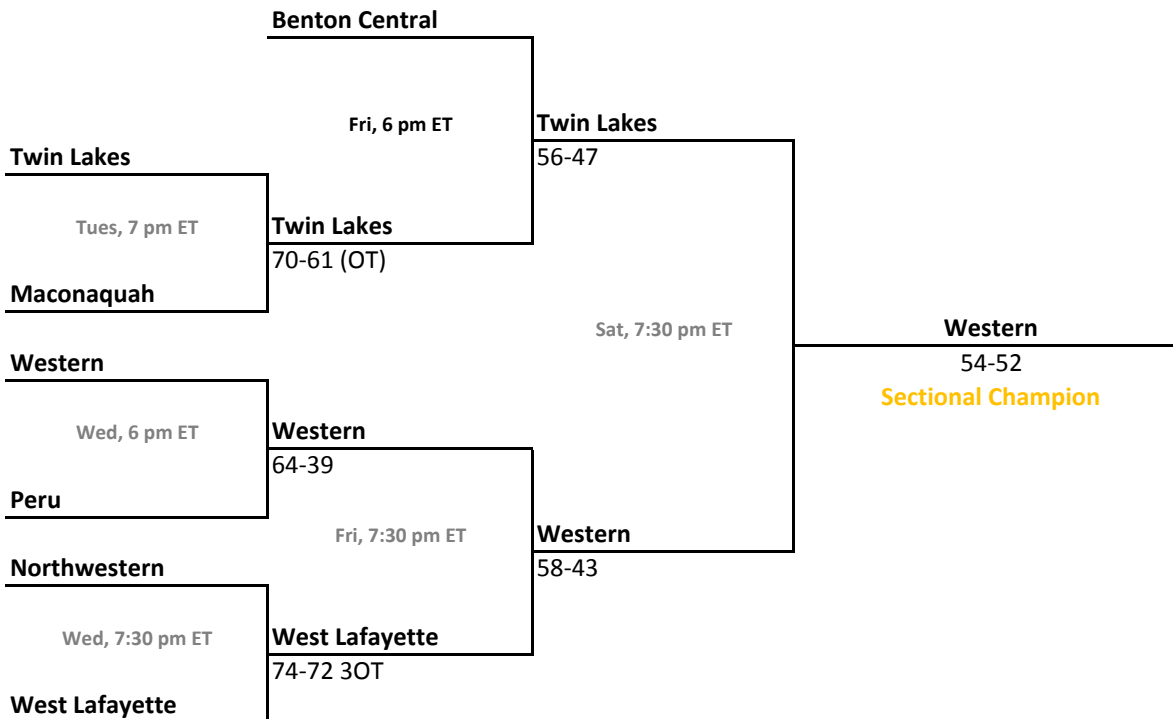 Benton Central
Fri, 6 pm ET
Twin Lakes
56-47
Twin Lakes
Tues, 7 pm ET
Twin Lakes
70-61 (OT)
Maconaquah
Sat, 7:30 pm ET
Western
54-52
Sectional Champion
Western
Wed, 6 pm ET
Western
64-39
Peru
Fri, 7:30 pm ET
Western
58-43
Northwestern
Wed, 7:30 pm ET
West Lafayette
74-72 3OT
West Lafayette